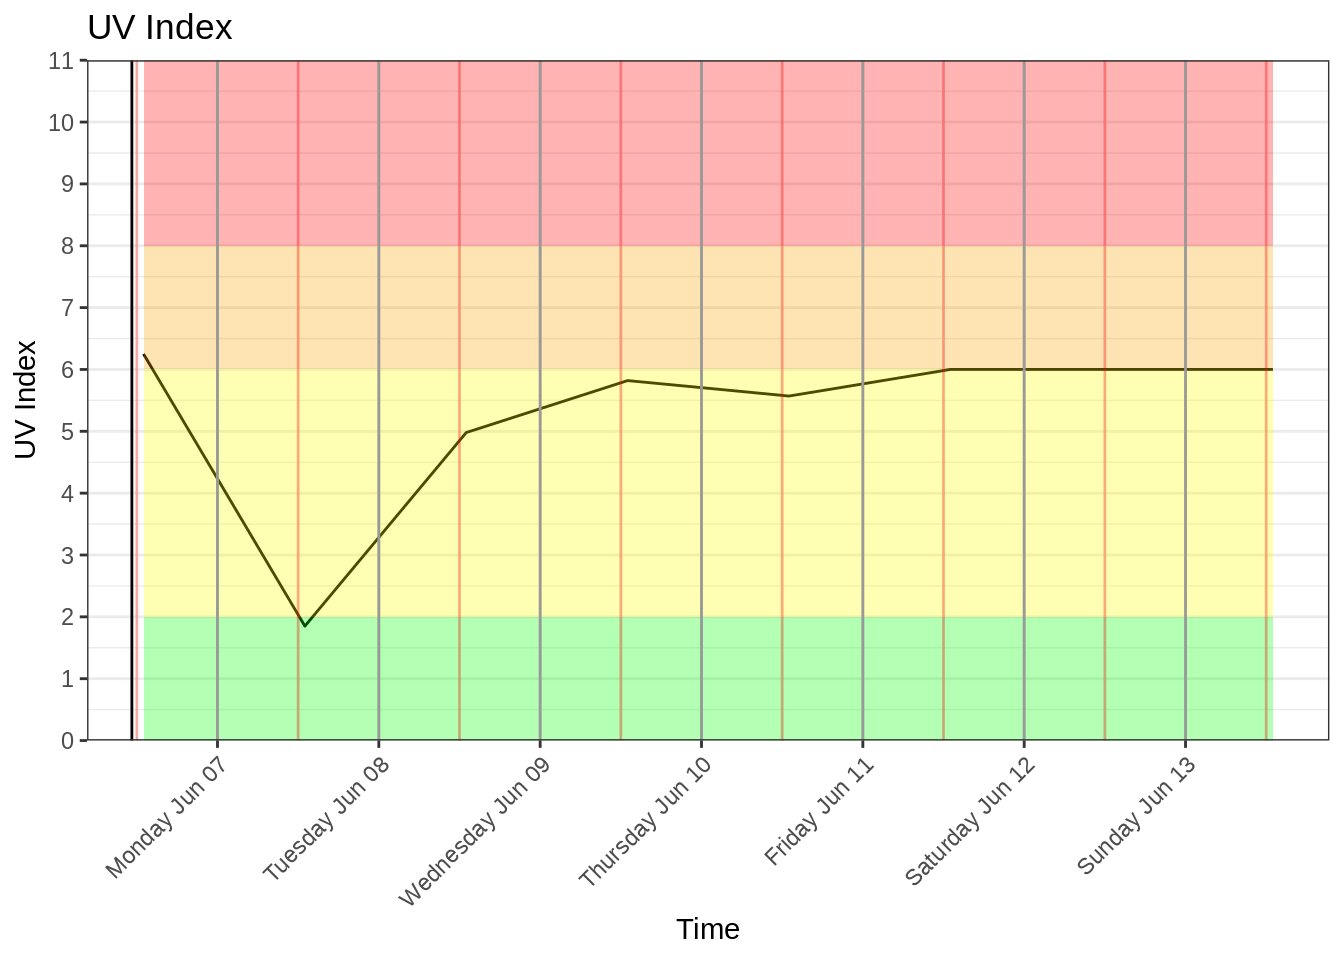 UV Index
11
10
9
8
7
6
5
4
3
2
1
0
UV Index
Monday Jun 07
Tuesday Jun 08
Wednesday Jun 09
Thursday Jun 10
Friday Jun 11
Saturday Jun 12
Sunday Jun 13
Time